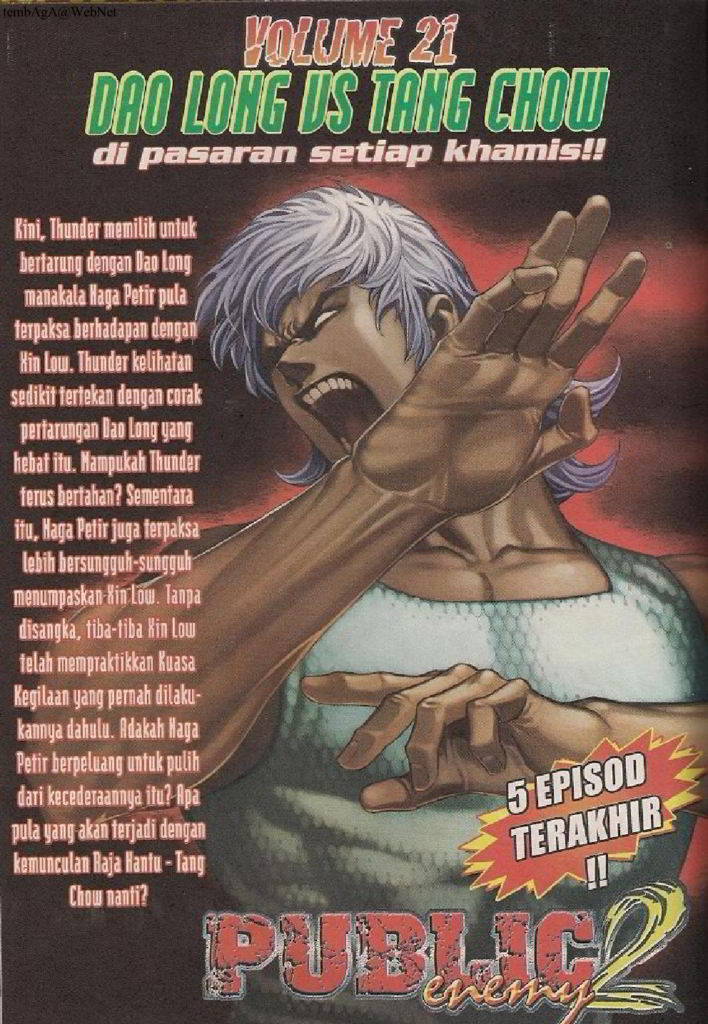 tembAgA@WebNet
VOLUME 21
DAO LONG VS TANG CHOW
di pasaran setiap khamis!!
Kini, Thunder memilih untuk
bertarung dengan Dao Long
manakala Naga Petir pula
terpaksa berhadapan dengan
Xin Low. Thunder kelihatan
sedikit tertekan dengan corak
pertarungan Dao Long yang
hebat itu. Mampukah Thunder
terus bertahan? Sementara
itu, Naga Petir juga terpaksa
lebih bersungguh-sungguh
menumpaskan Xin Low. Tanpa
disangka, tiba-tiba Xin Low
telah mempraktikkan Kuasa
Kegilaan yang pernah dilaku-
kannya dahulu. Adakah Naga
Petir berpeluang untuk pulih
dari kecederaannya itu? Apa
pula yang akan terjadi dengan
kemunculan Raja Hantu - Tang
Chow nanti?
5 EPISOD
TERAKHIR
!!
PUBLIC
enemy 2